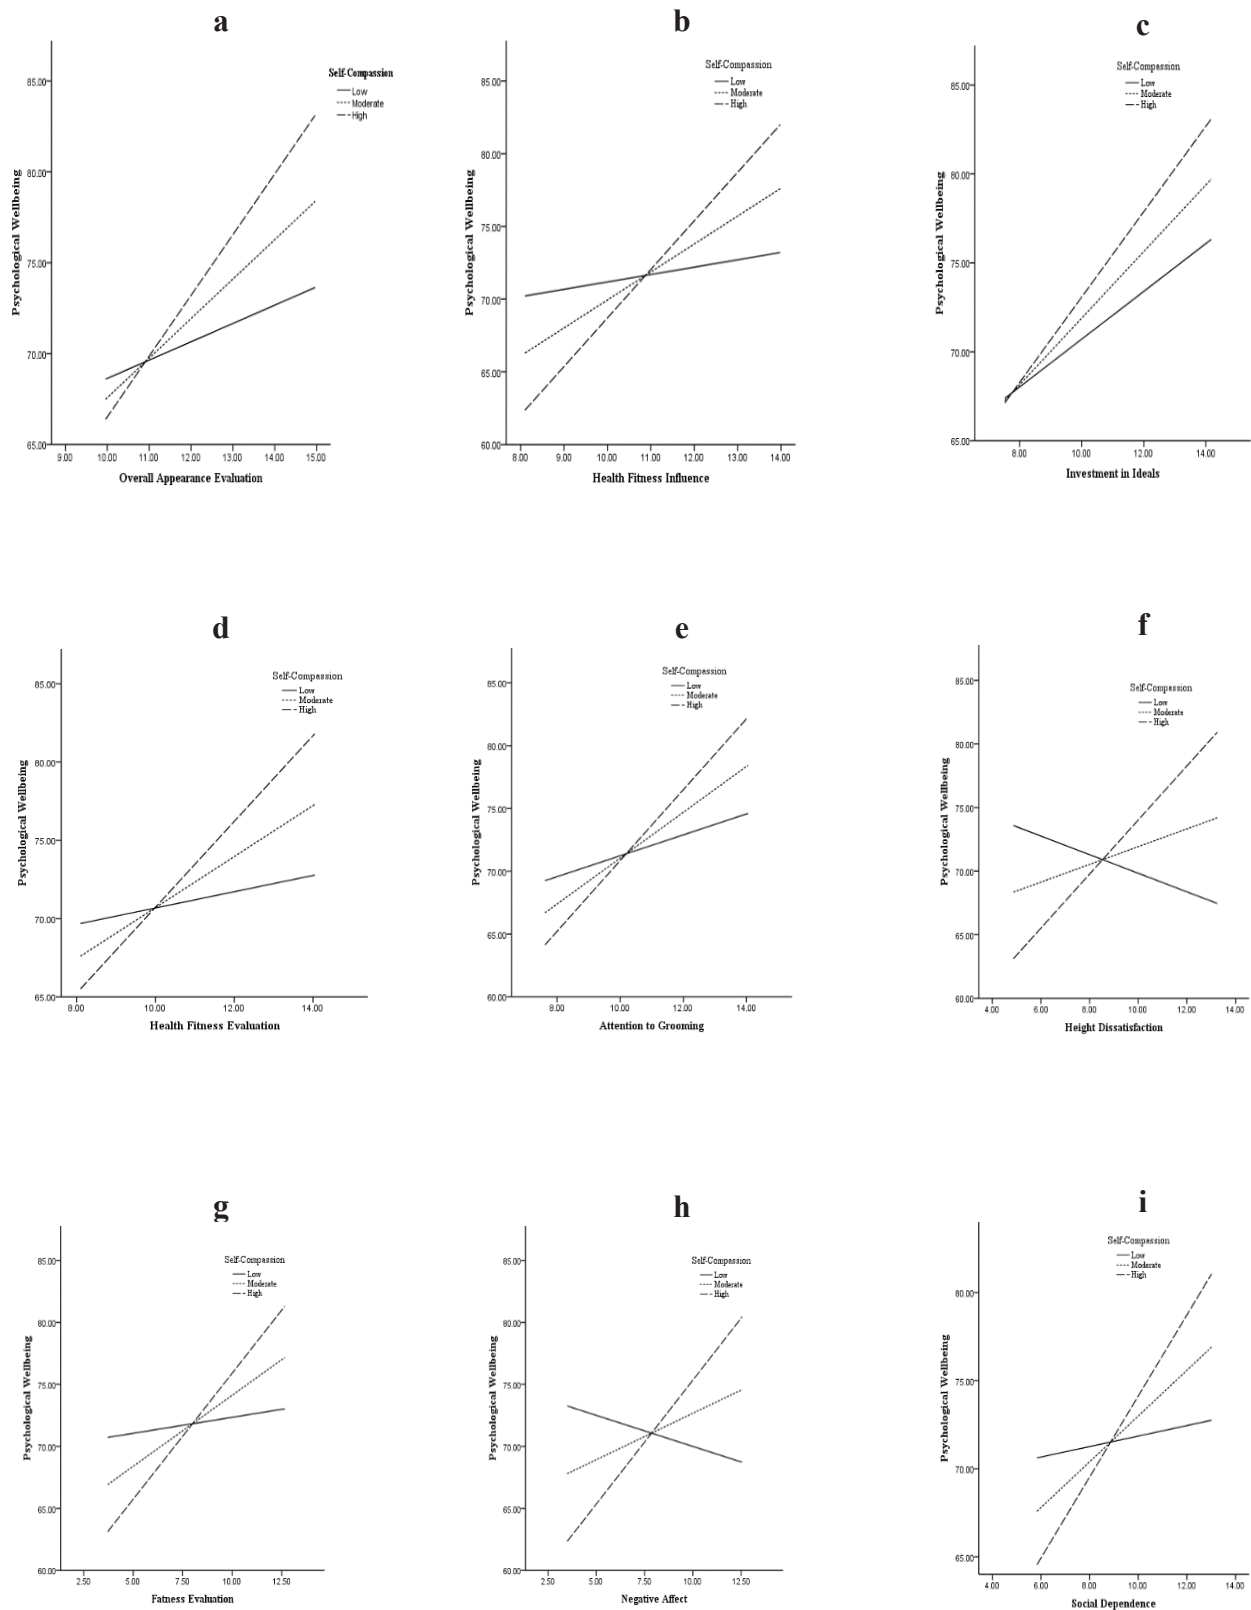 a
Self-Compassion
Low
Moderate
High
85.00
80.00
75.00
70.00
65.00
Psychological Wellbeing
9.00 10.00 11.00 12.00 13.00 14.00 15.00
Overall Appearance Evaluation
b
Self-Compassion
Low
Moderate
High
85.00
80.00
75.00
70.00
65.00
60.00
Psychological Wellbeing
8.00 9.00 10.00 11.00 12.00 13.00 14.00
Health Fitness Influence
c
Self-Compassion
Low
Moderate
High
85.00
80.00
75.00
70.00
65.00
Psychological Wellbeing
8.00 10.00 12.00 14.00
Investment in Ideals
d
Self-Compassion
Low
Moderate
High
85.00
80.00
75.00
70.00
65.00
Psychological Wellbeing
8.00 10.00 12.00 14.00
Health Fitness Evaluation
e
Self-Compassion
Low
Moderate
High
85.00
80.00
75.00
70.00
65.00
60.00
Psychological Wellbeing
8.00 10.00 12.00 14.00
Attention to Grooming
f
Self-Compassion
Low
Moderate
High
85.00
80.00
75.00
70.00
65.00
60.00
Psychological Wellbeing
4.00 6.00 8.00 10.00 12.00 14.00
Height Dissatisfaction
g
Self-Compassion
Low
Moderate
High
85.00
80.00
75.00
70.00
65.00
60.00
Psychological Wellbeing
2.50 5.00 7.50 10.00 12.50
Fatness Evaluation
h
Self-Compassion
Low
Moderate
High
85.00
80.00
75.00
70.00
65.00
60.00
Psychological Wellbeing
2.50 5.00 7.50 10.00 12.50
Negative Affect
i
Self-Compassion
Low
Moderate
High
80.00
75.00
70.00
65.00
Psychological Wellbeing
4.00 6.00 8.00 10.00 12.00 14.00
Social Dependence